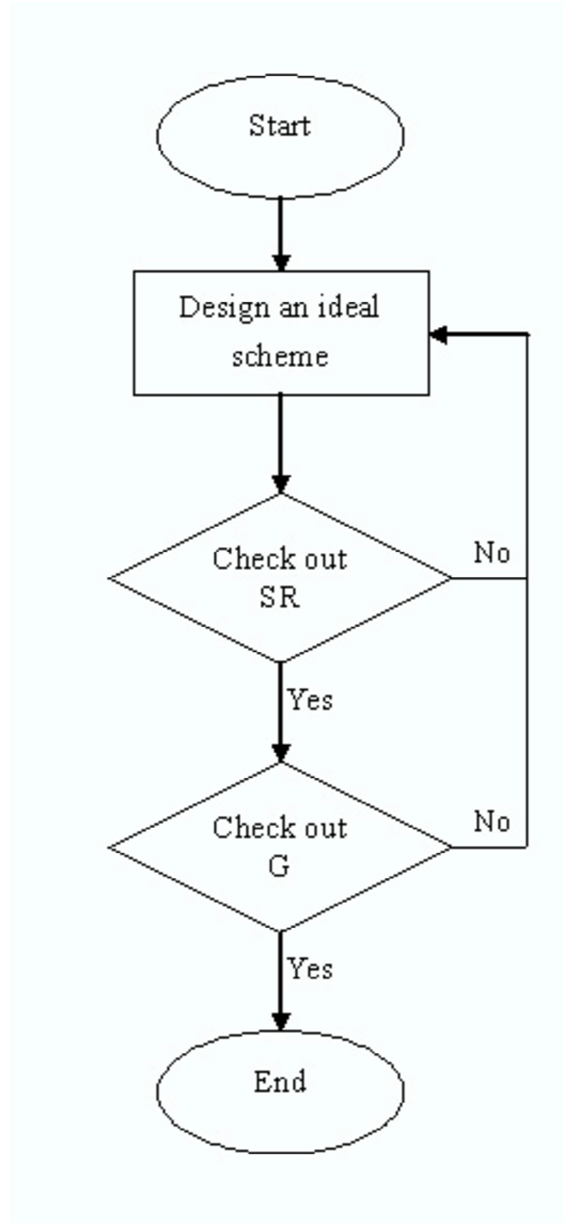 Start
Design an ideal
scheme
Check out
SR
No
Yes
Check out
G
No
Yes
End